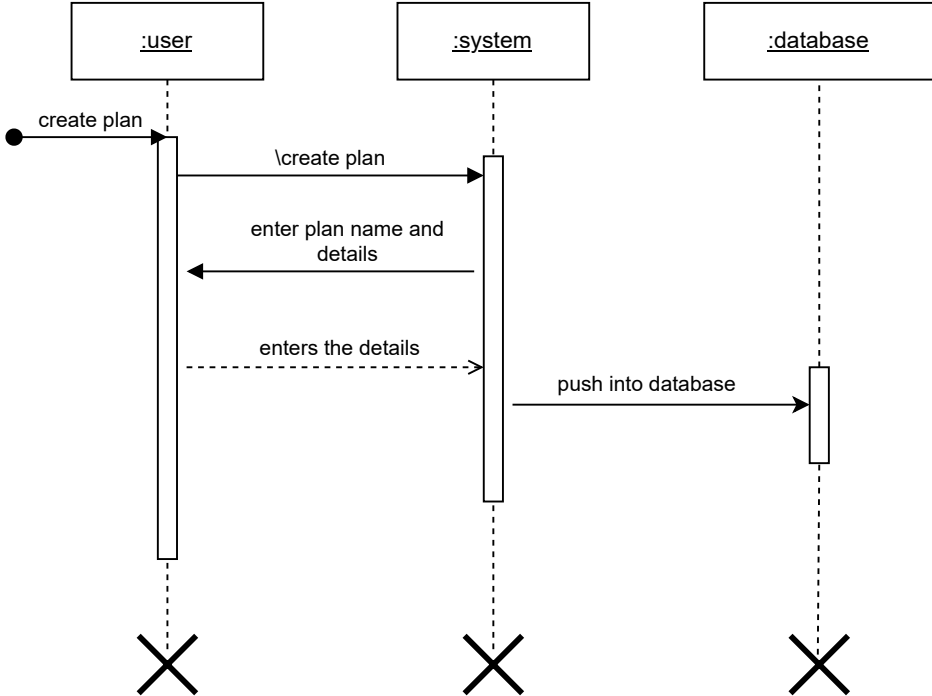 :user
:system
:database
create plan
\create plan
enter plan name and
details
enters the details
push into database